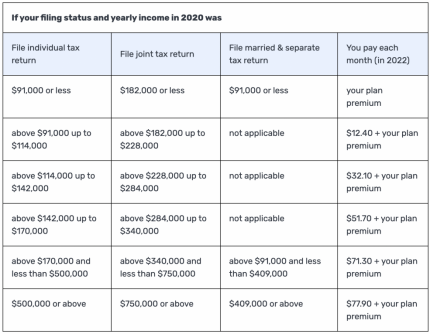 If your filing status and yearly income in 2020 was
File individual tax
return
File joint tax return
File married & separate
tax return
You pay each
month (in 2022)
$91,000 or less
$182,000 or less
$91,000 or less
your plan
premium
above $91,000 up to
$114,000
above $182,000 up to
$228,000
not applicable
$12.40 + your plan
premium
above $114,000 up to
$142,000
above $228,000 up to
$284,000
not applicable
$32.10 + your plan
premium
above $142,000 up to
$170,000
above $284,000 up to
$340,000
not applicable
$51.70 + your plan
premium
above $170,000 and
less than $500,000
above $340,000 and
less than $750,000
above $91,000 and less
than $409,000
$71.30 + your plan
premium
$500,000 or above
$750,000 or above
$409,000 or above
$77.90 + your plan
premium